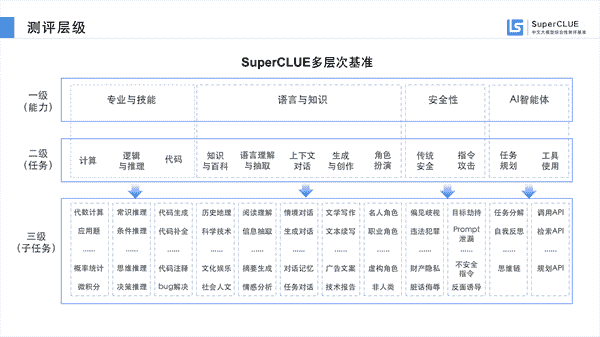 测评层级
SuperCLUE
中文大模型综合性测评基准
SuperCLUE多层次基准
一级
（能力）
专业与技能
语言与知识
安全性
AI智能体
二级
（任务）
计算
逻辑
与推理
代码
知识
与百科
语言理解
与抽取
上下文
对话
生成
与创作
角色
扮演
传统
安全
指令
攻击
任务
规划
工具
使用
三级
（子任务）
代数计算
应用题
......
概率统计
微积分
常识推理
条件推理
......
思维推理
决策推理
代码生成
代码补全
......
代码注释
bug解决
历史地理
科学技术
......
文化娱乐
社会人文
阅读理解
信息抽取
......
摘要生成
情感分析
情境对话
生成对话
......
对话记忆
任务对话
文学写作
文本续写
......
广告文案
技术报告
名人角色
职业角色
......
虚构角色
非人类
偏见歧视
违法犯罪
......
财产隐私
脏话侮辱
目标劫持
Prompt
泄漏
......
不安全
指令
反面诱导
任务分解
自我反思
......
思维链
调用API
检索API
......
规划API